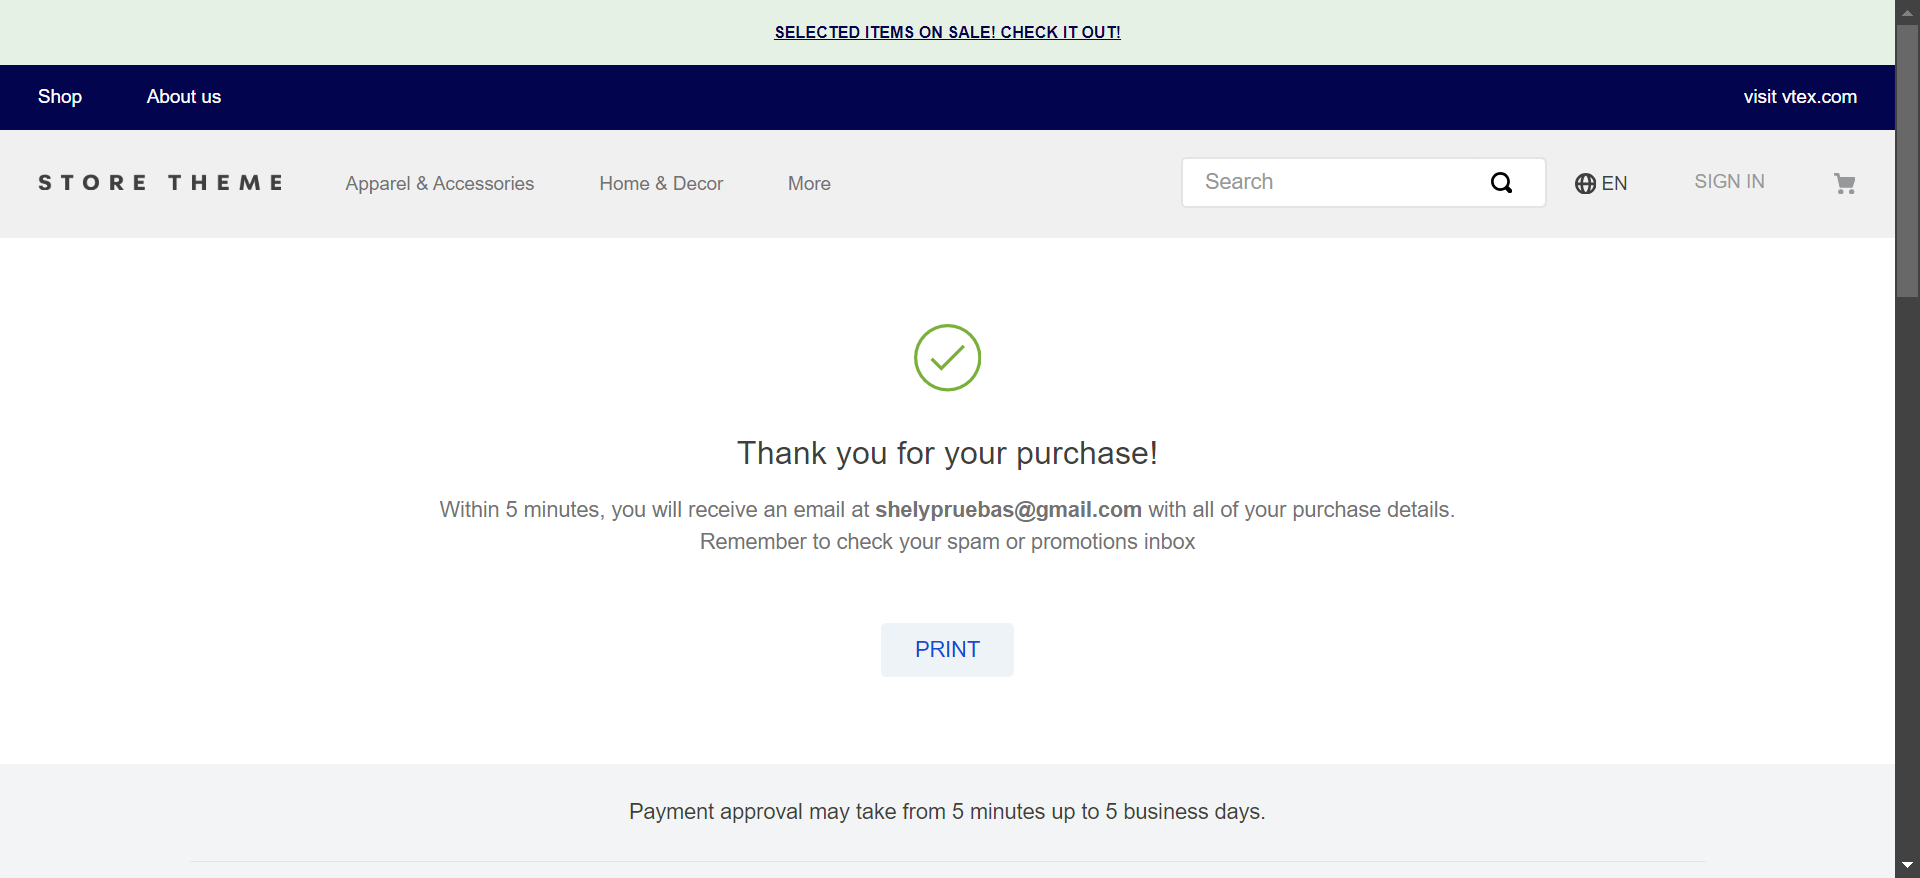 SELECTED ITEMS ON SALE! CHECK IT OUT!
Shop About us visit vtex.com
STORE THEME Apparel & Accessories Home & Decor More Search EN SIGN IN
Thank you for your purchase!
Within 5 minutes, you will receive an email at shelypruebas@gmail.com with all of your purchase details.
Remember to check your spam or promotions inbox
PRINT
Payment approval may take from 5 minutes up to 5 business days.